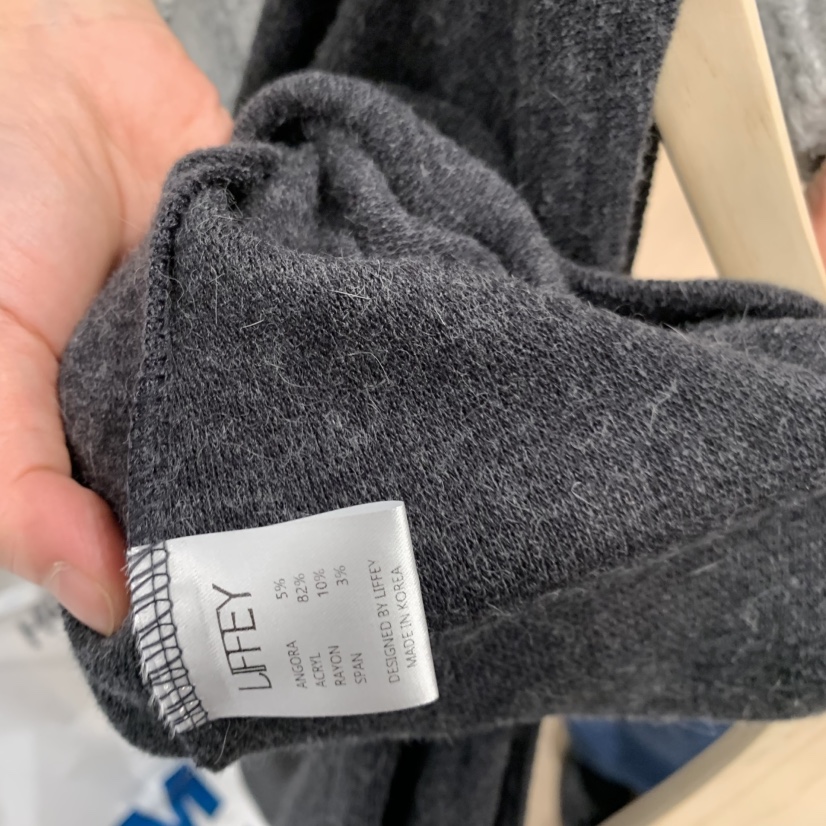 LIFFEY
ANGORA 5%
ACRYL 82%
RAYON 10%
SPAN 3%
DESIGNED BY LIFFEY
MADE IN KOREA